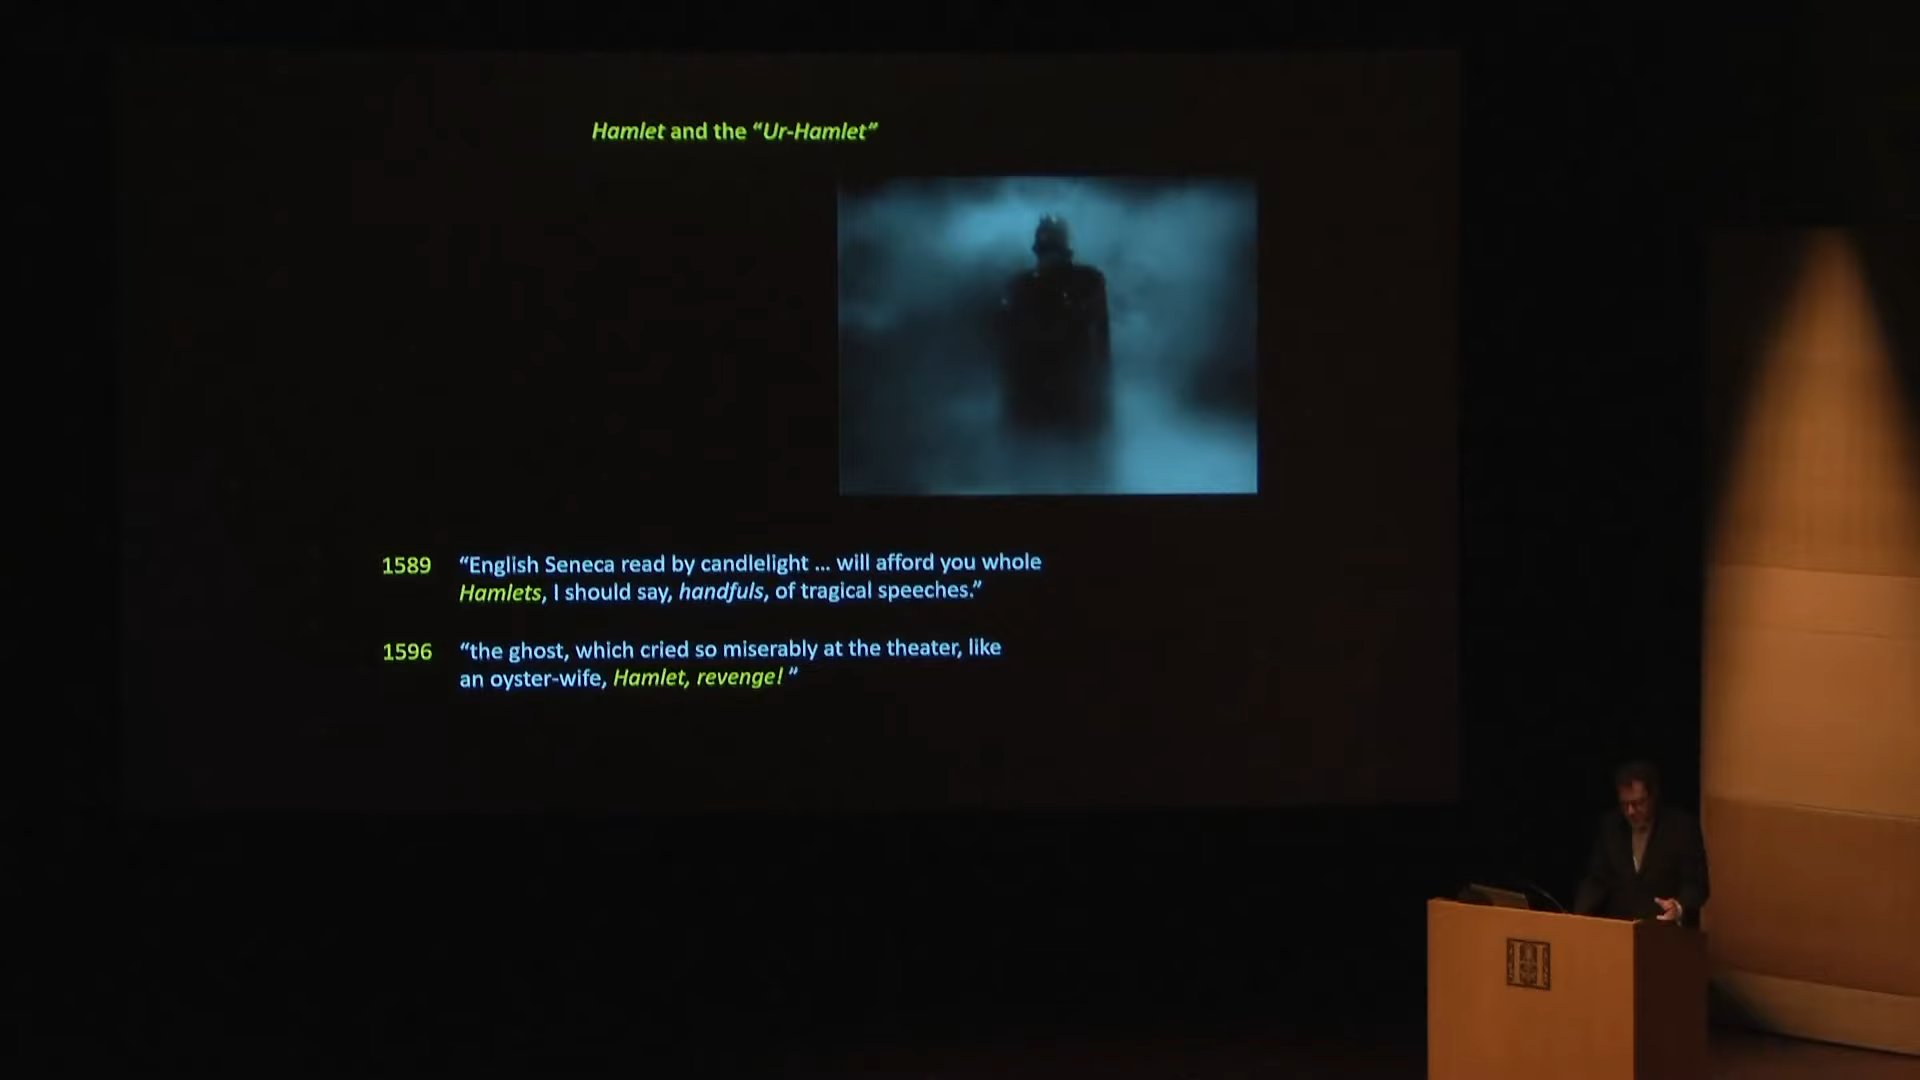 Hamlet and the “Ur-Hamlet”
1589 “English Seneca read by candlelight ... will afford you whole
Hamlets, I should say, handfuls, of tragical speeches.”
1596 “the ghost, which cried so miserably at the theater, like
an oyster-wife, Hamlet, revenge! ”
H